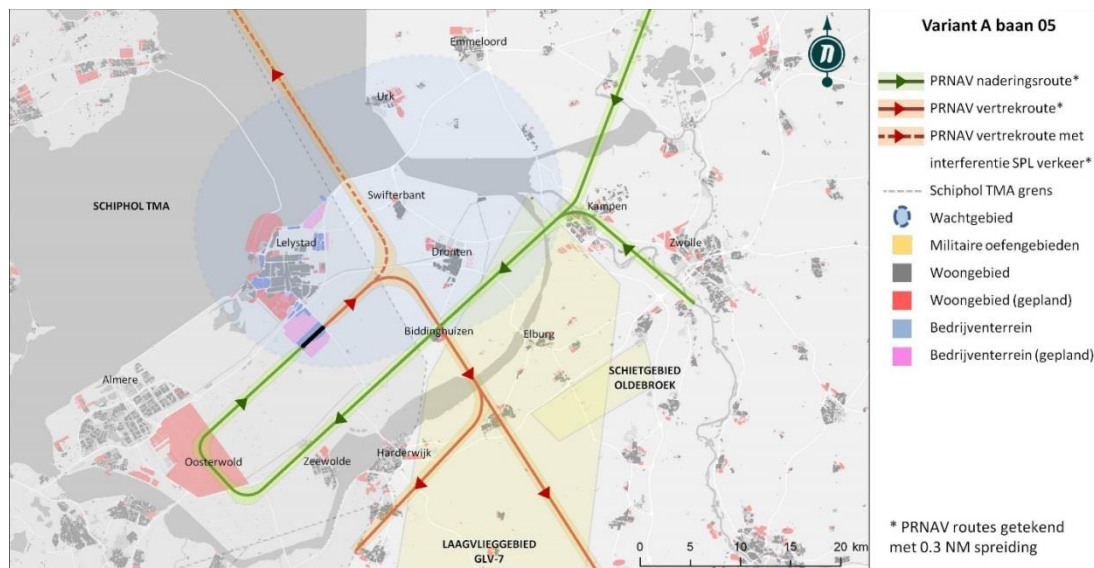 Variant A baan 05
PRNAV naderingsroute*
PRNAV vertrekroute*
PRNAV vertrekroute met
interferentie SPL verkeer*
Schiphol TMA grens
Wachtgebied
Militaire oefengebieden
Woongebied
Woongebied (gepland)
Bedrijventerrein
Bedrijventerrein (gepland)
* PRNAV routes getekend
met 0.3 NM spreiding
Emmeloord
Urk
SCHIPHOL TMA
Swifterbant
Kampen
Lelystad
Dronten
Zwolle
Biddinghuizen
Elburg
Almere
SCHIETGEBIED
OLDEBROEK
Oosterwold
Zeewolde
Harderwijk
LAAGVLIEGGEBIED
GLV-7
0 5 10 15 20 km